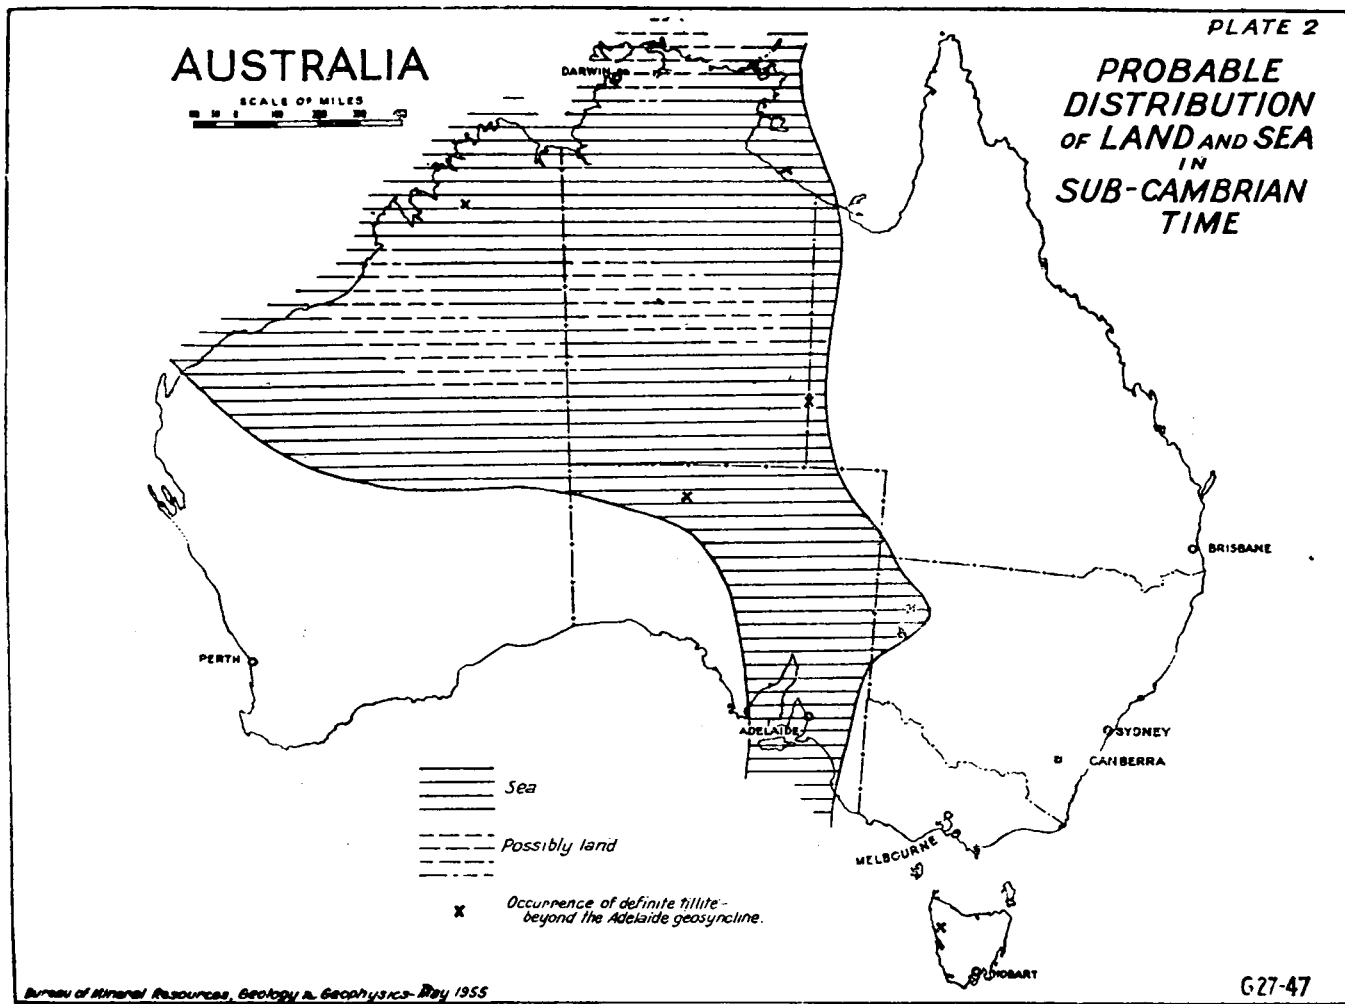 PLATE 2
AUSTRALIA
SCALE OF MILES
PROBABLE
DISTRIBUTION
OF LAND AND SEA
IN
SUB-CAMBRIAN
TIME
DARWIN
BRISBANE
PERTH
ADELAIDE
SYDNEY
CANBERRA
MELBOURNE
HOBART
Sea
Possibly land
x Occurrence of definite tillite-
beyond the Adelaide geosyncline.
Bureau of Mineral Resources, Geology & Geophysics- May 1955
G27-47